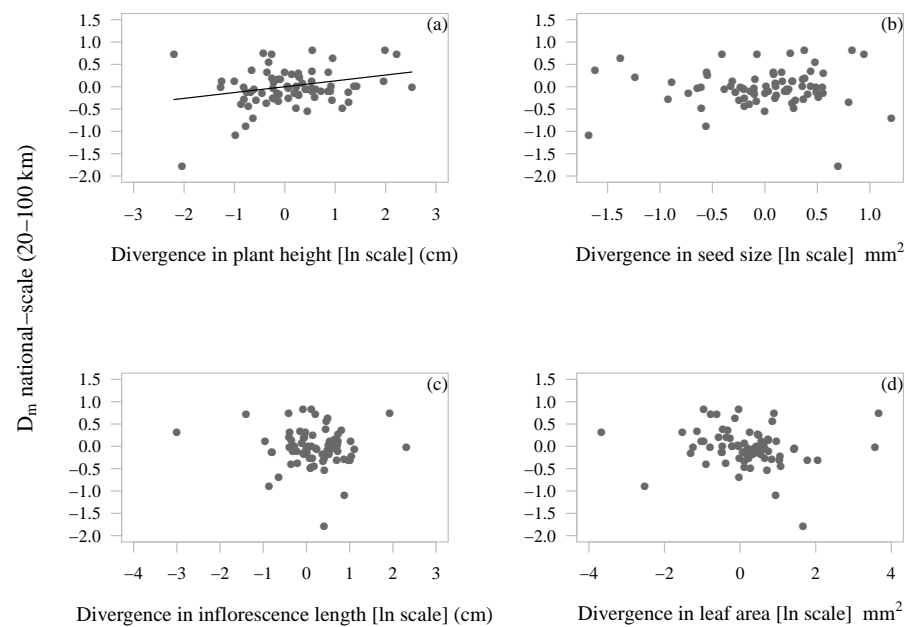 D_m national−scale (20−100 km)
(a)
1.5
1.0
0.5
0.0
−0.5
−1.0
−1.5
−2.0
−3 −2 −1 0 1 2 3
Divergence in plant height [ln scale] (cm)
(b)
1.5
1.0
0.5
0.0
−0.5
−1.0
−1.5
−2.0
−1.5 −1.0 −0.5 0.0 0.5 1.0
Divergence in seed size [ln scale] mm²
(c)
1.5
1.0
0.5
0.0
−0.5
−1.0
−1.5
−2.0
−4 −3 −2 −1 0 1 2 3
Divergence in inflorescence length [ln scale] (cm)
(d)
1.5
1.0
0.5
0.0
−0.5
−1.0
−1.5
−2.0
−4 −2 0 2 4
Divergence in leaf area [ln scale] mm²